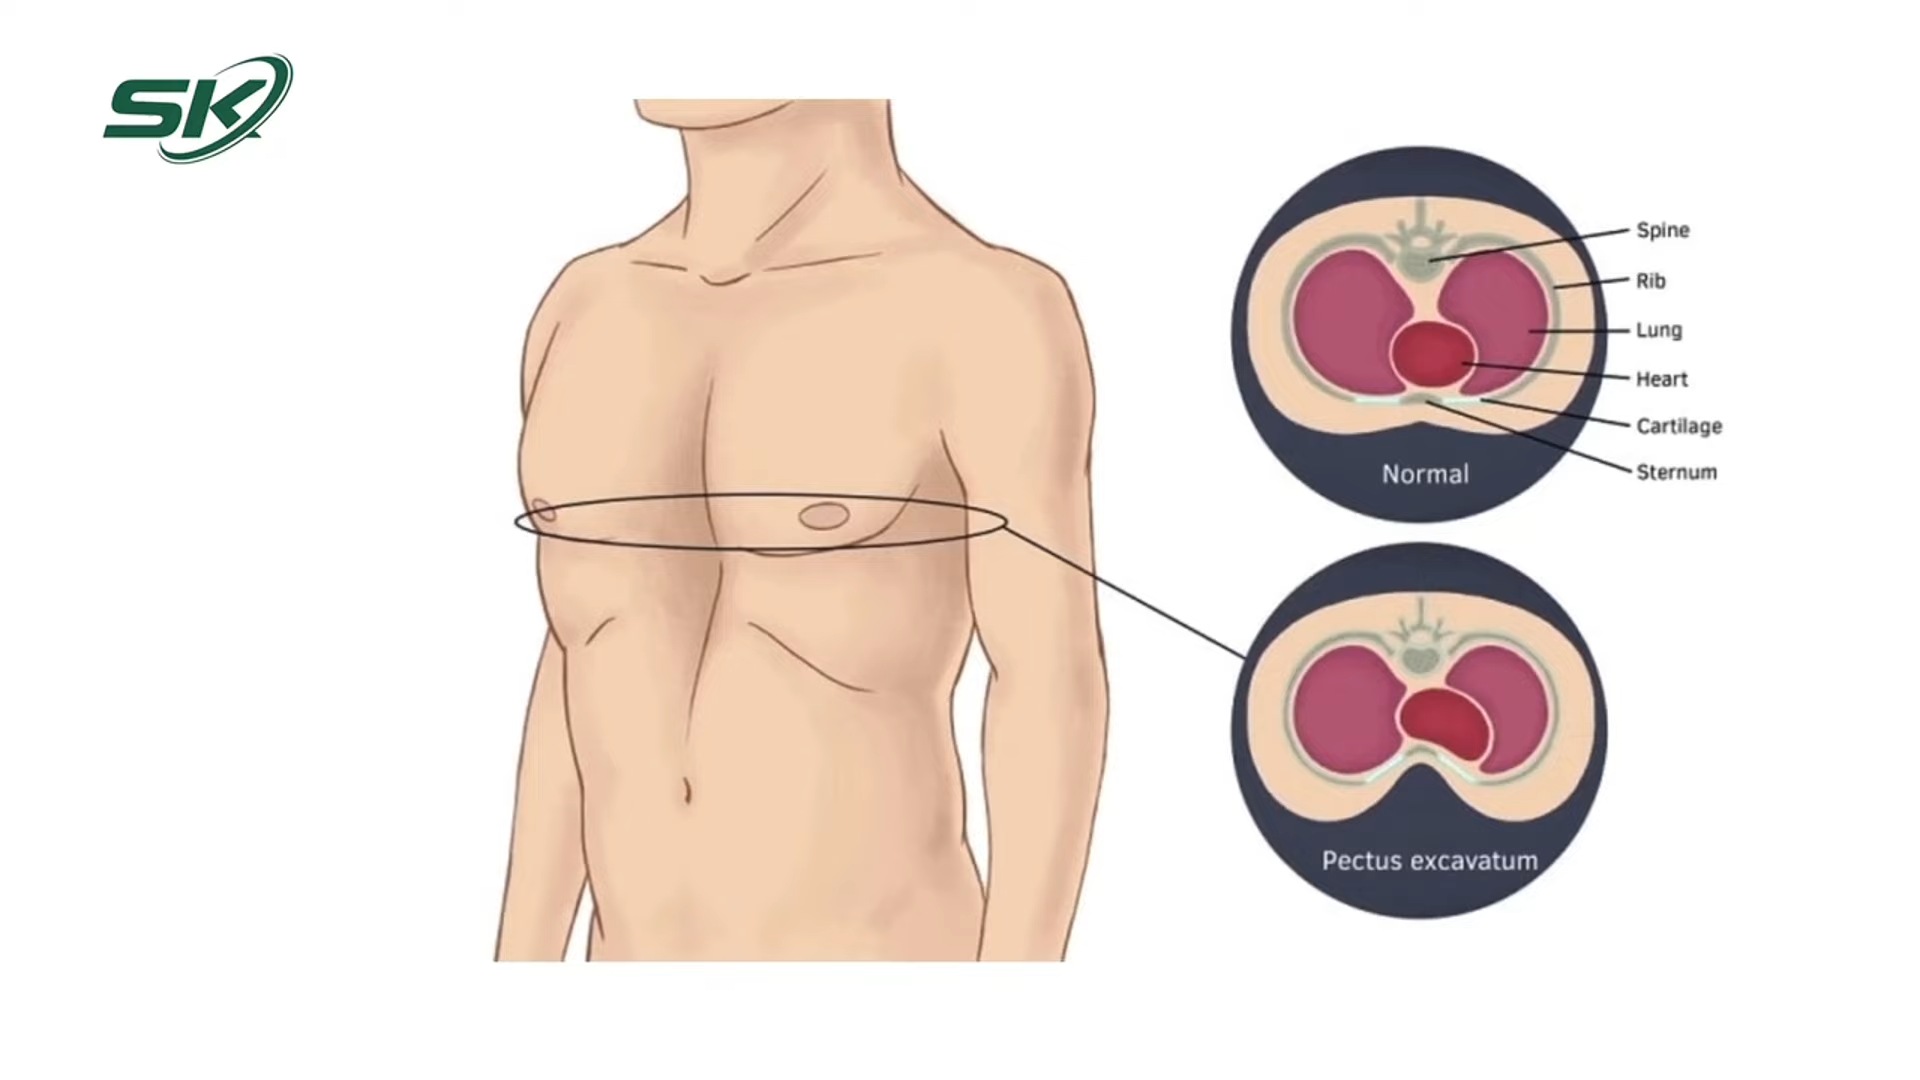 SK
Spine
Rib
Lung
Heart
Cartilage
Sternum
Normal
Pectus excavatum